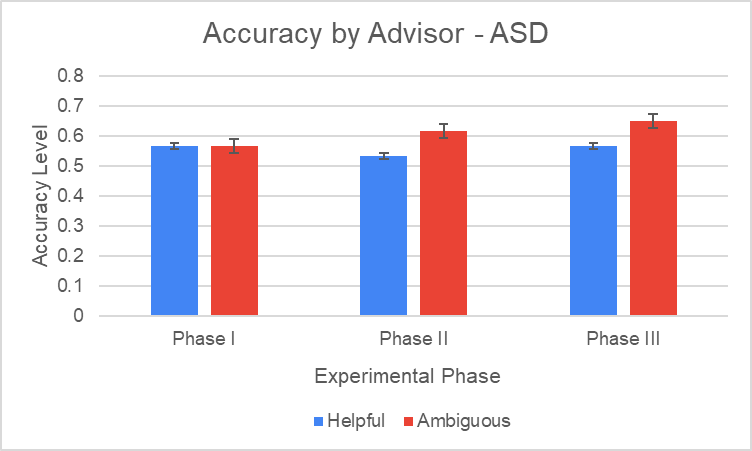 Accuracy by Advisor - ASD
0.8
0.7
0.6
0.5
0.4
0.3
0.2
0.1
0
Accuracy Level
Phase I
Phase II
Phase III
Experimental Phase
Helpful
Ambiguous